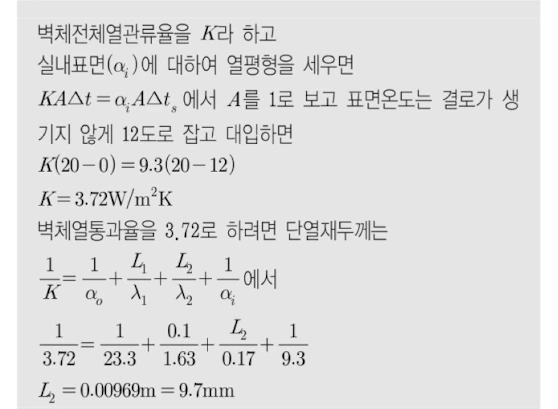 벽체전체열관류율을 K라 하고
실내표면(αᵢ)에 대하여 열평형을 세우면
KA△t = αᵢA△tₛ 에서 A를 1로 보고 표면온도는 결로가 생
기지 않게 12도로 잡고 대입하면
K(20-0) = 9.3(20-12)
K = 3.72W/m²K
벽체열통과율을 3.72로 하려면 단열재두께는
1/K = 1/αₒ + L₁/λ₁ + L₂/λ₂ + 1/αᵢ 에서
1/3.72 = 1/23.3 + 0.1/1.63 + L₂/0.17 + 1/9.3
L₂ = 0.00969m = 9.7mm